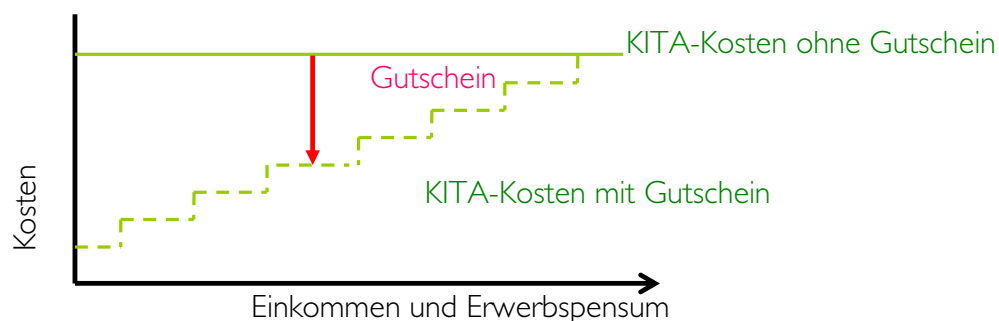 KITA-Kosten ohne Gutschein
Gutschein
KITA-Kosten mit Gutschein
Kosten
Einkommen und Erwerbspensum